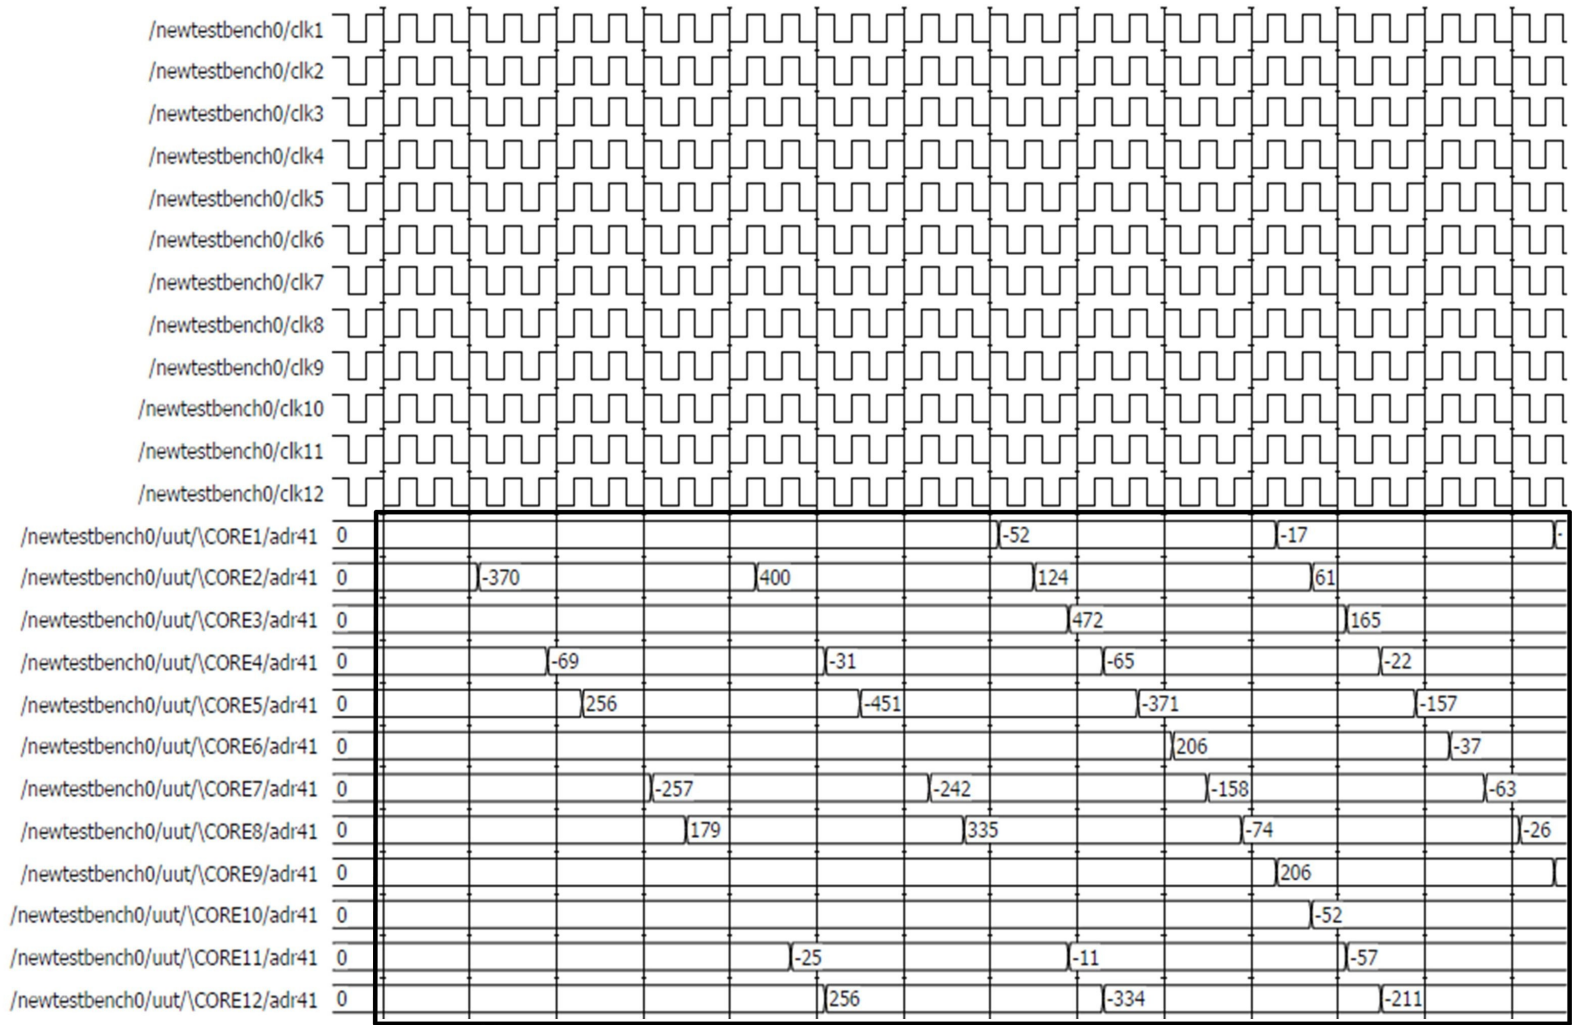 /newtestbench0/clk1
/newtestbench0/clk2
/newtestbench0/clk3
/newtestbench0/clk4
/newtestbench0/clk5
/newtestbench0/clk6
/newtestbench0/clk7
/newtestbench0/clk8
/newtestbench0/clk9
/newtestbench0/clk10
/newtestbench0/clk11
/newtestbench0/clk12
/newtestbench0/uut/\CORE1/adr41 0 -52 -17 -
/newtestbench0/uut/\CORE2/adr41 0 -370 400 124 61
/newtestbench0/uut/\CORE3/adr41 0 472 165
/newtestbench0/uut/\CORE4/adr41 0 -69 -31 -65 -22
/newtestbench0/uut/\CORE5/adr41 0 256 -451 -371 -157
/newtestbench0/uut/\CORE6/adr41 0 206 -37
/newtestbench0/uut/\CORE7/adr41 0 -257 -242 -158 -63
/newtestbench0/uut/\CORE8/adr41 0 179 335 -74 -26
/newtestbench0/uut/\CORE9/adr41 0 206
/newtestbench0/uut/\CORE10/adr41 0 -52
/newtestbench0/uut/\CORE11/adr41 0 -25 -11 -57
/newtestbench0/uut/\CORE12/adr41 0 256 -334 -211